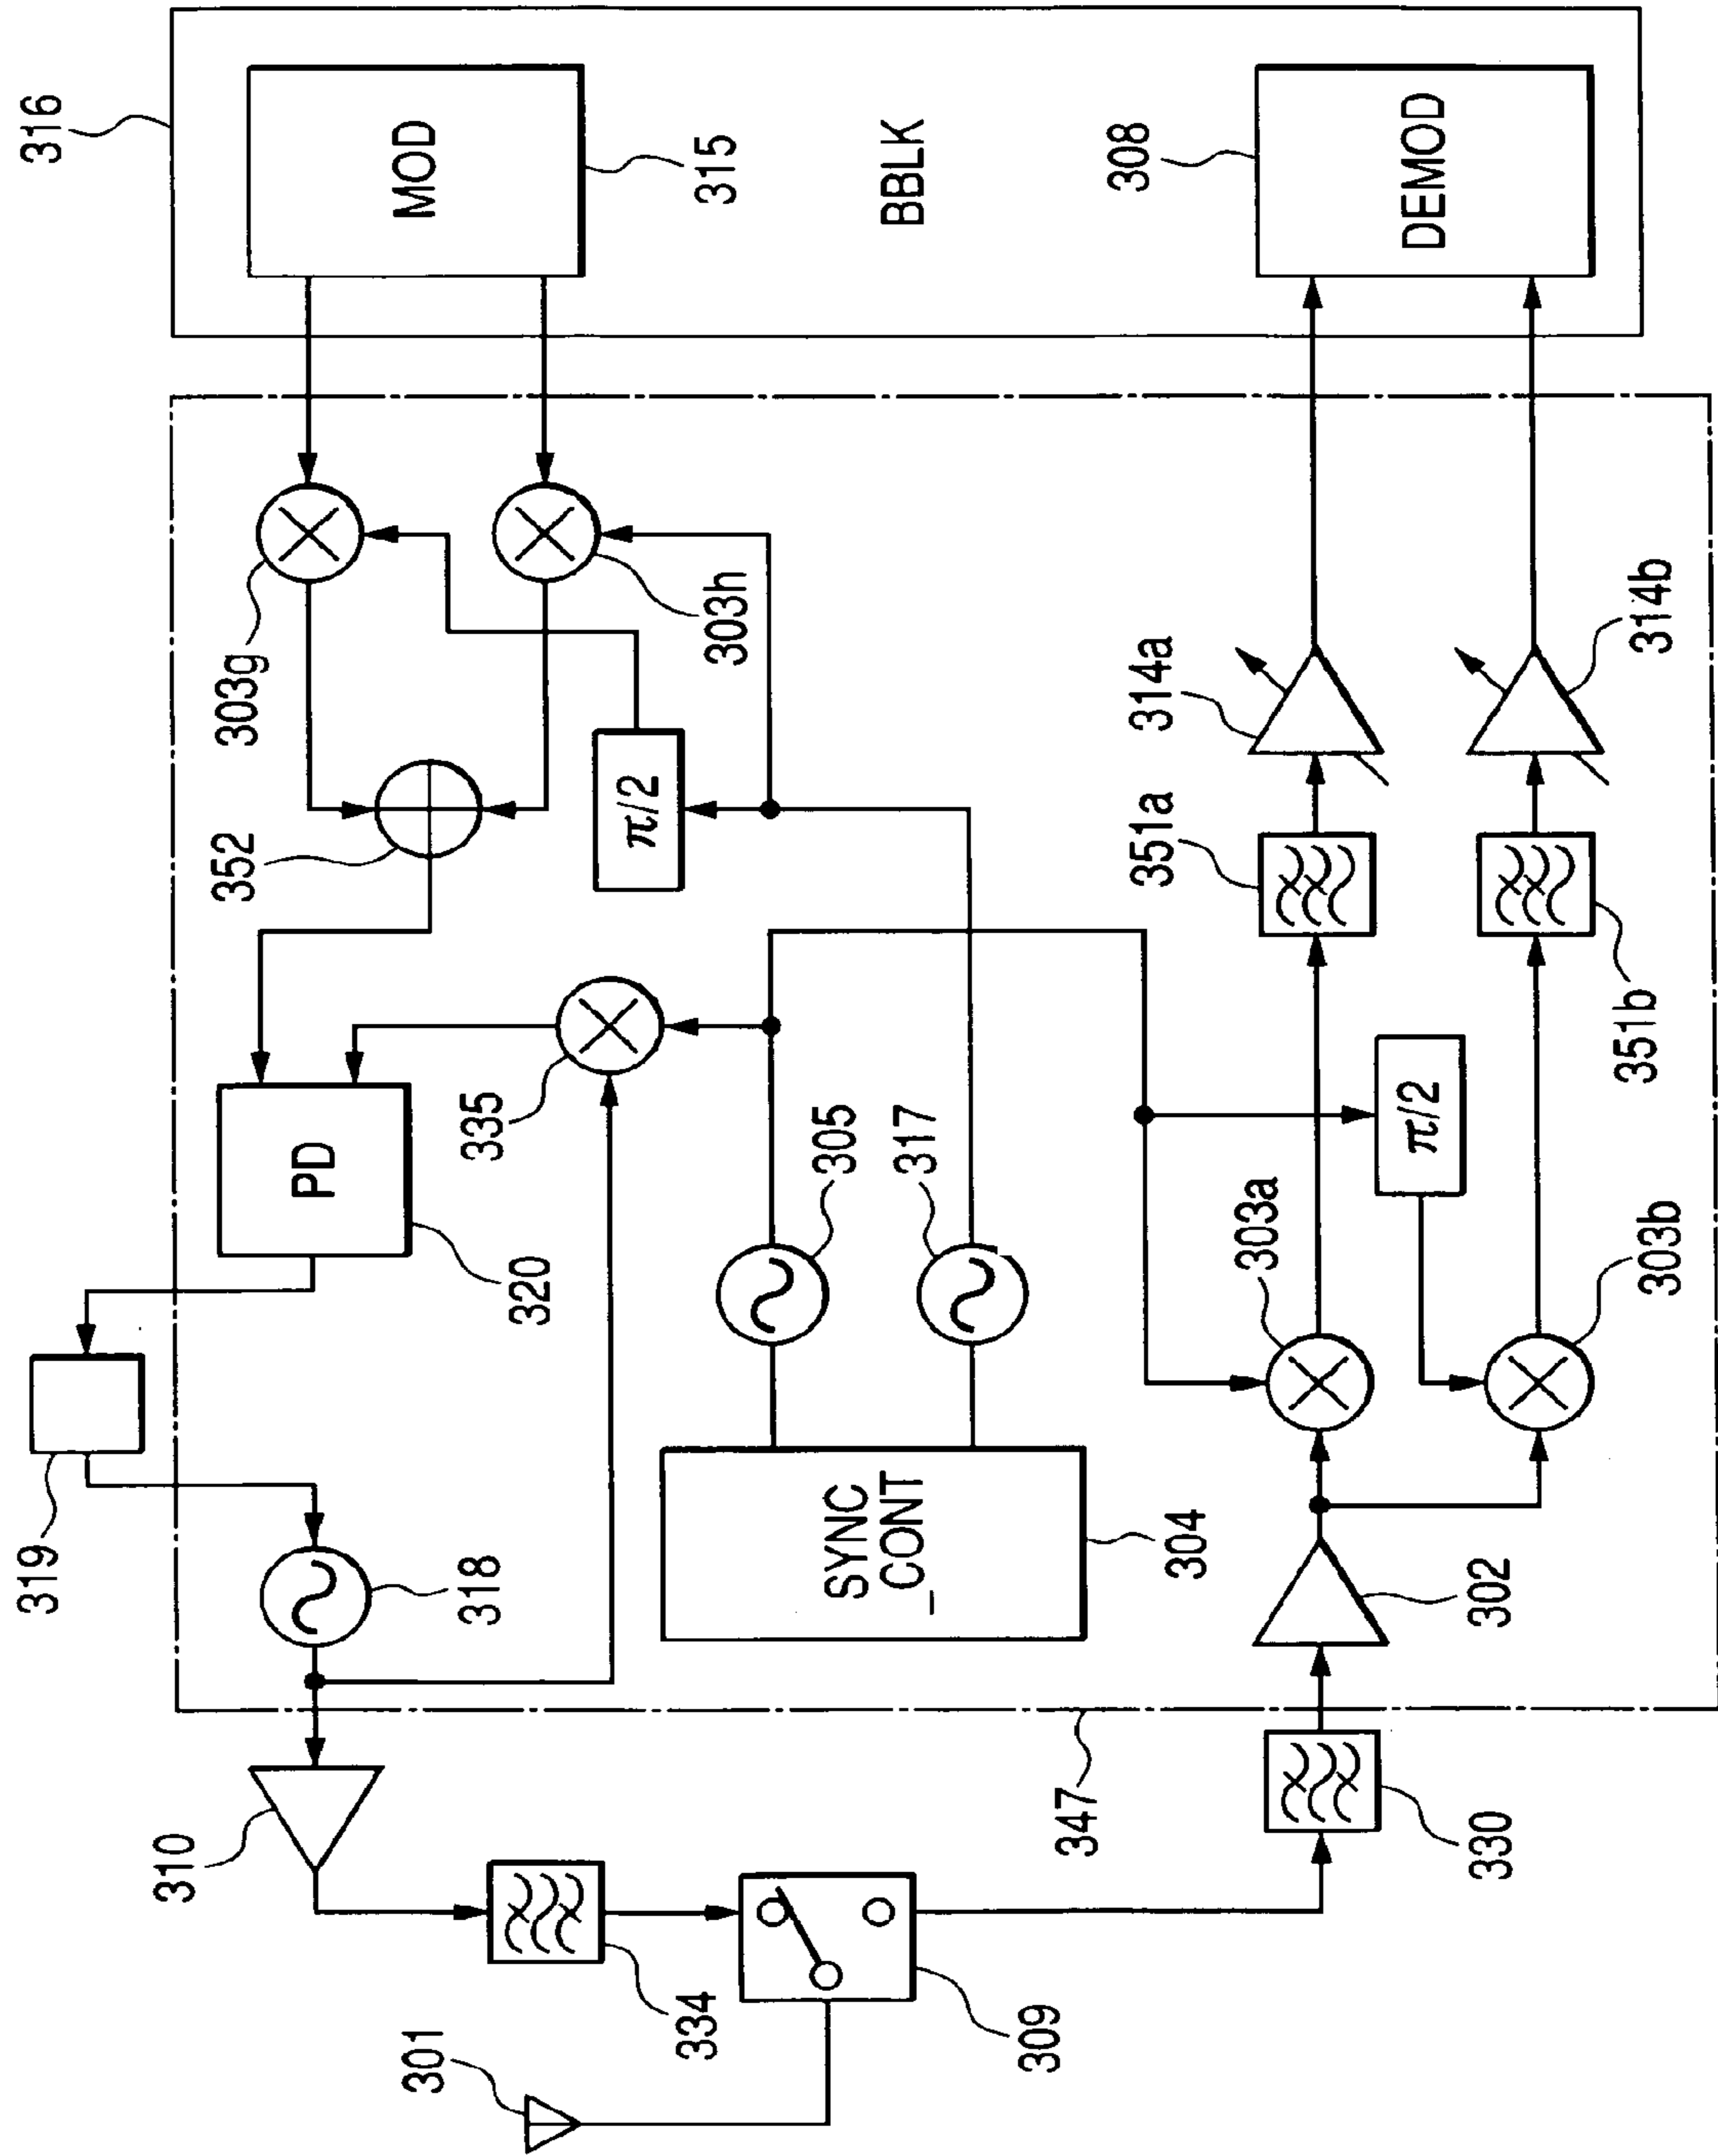 316
MOD
315
BBLK
308
DEMOD
303g
303h
352
π/2
314a
314b
351a
351b
PD
320
335
305
317
π/2
303a
303b
319
318
SYNC
_CONT
304
302
310
347
330
334
309
301